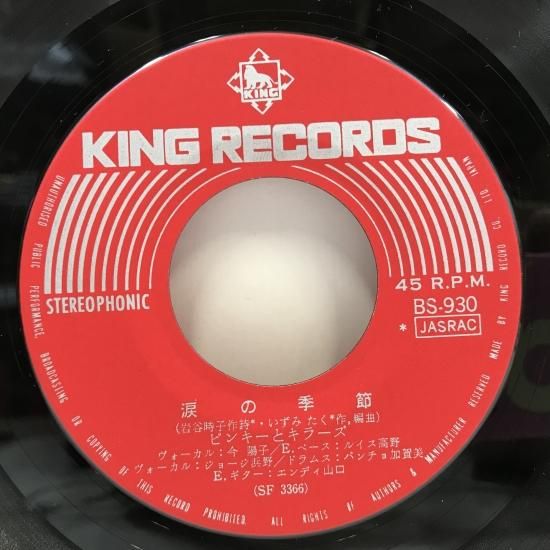 KING
KING RECORDS
STEREOPHONIC
45 R.P.M.
BS-930
* JASRAC
涙の季節
(岩谷時子作詩*・いずみたく*作,編曲)
ピンキーとキラーズ
ヴォーカル:今 陽子/E,ベース:ルイス高野
ヴォーカル:ジョージ浜野/ドラムス:パンチョ加賀美
E,ギター:エンディ山口
(SF 3366)
UNAUTHORISED PUBLIC PERFORMANCE, BROADCASTING OR COPYING OF THIS RECORD PROHIBITED. ALL RIGHTS OF AUTHORS & MANUFACTURER RESERVED MADE BY KING RECORD CO. LTD JAPAN